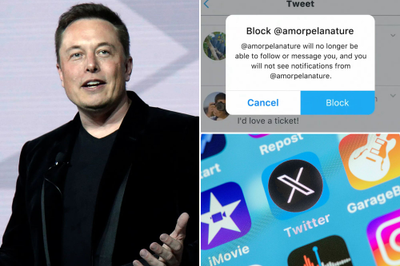 Tweet
Block @amorpelanature
@amorpelanature will no longer be
able to follow or message you, and you
will not see notifications from
@amorpelanature.
Cancel
Block
I'd love a ticket!
Repost
GarageB
X
Twitter
iMovie